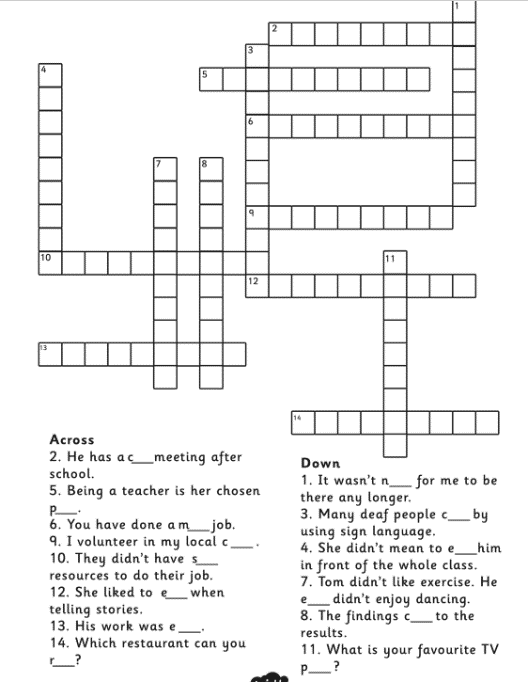 1
2
3
4
5
6
7
8
9
10
11
12
13
14
Across
2. He has a c___meeting after
school.
5. Being a teacher is her chosen
p___.
6. You have done a m___ job.
9. I volunteer in my local c___.
10. They didn't have s___
resources to do their job.
12. She liked to e___ when
telling stories.
13. His work was e___.
14. Which restaurant can you
r___?
Down
1. It wasn't n___ for me to be
there any longer.
3. Many deaf people c___ by
using sign language.
4. She didn't mean to e___him
in front of the whole class.
7. Tom didn't like exercise. He
e___ didn't enjoy dancing.
8. The findings c___ to the
results.
11. What is your favourite TV
p___?